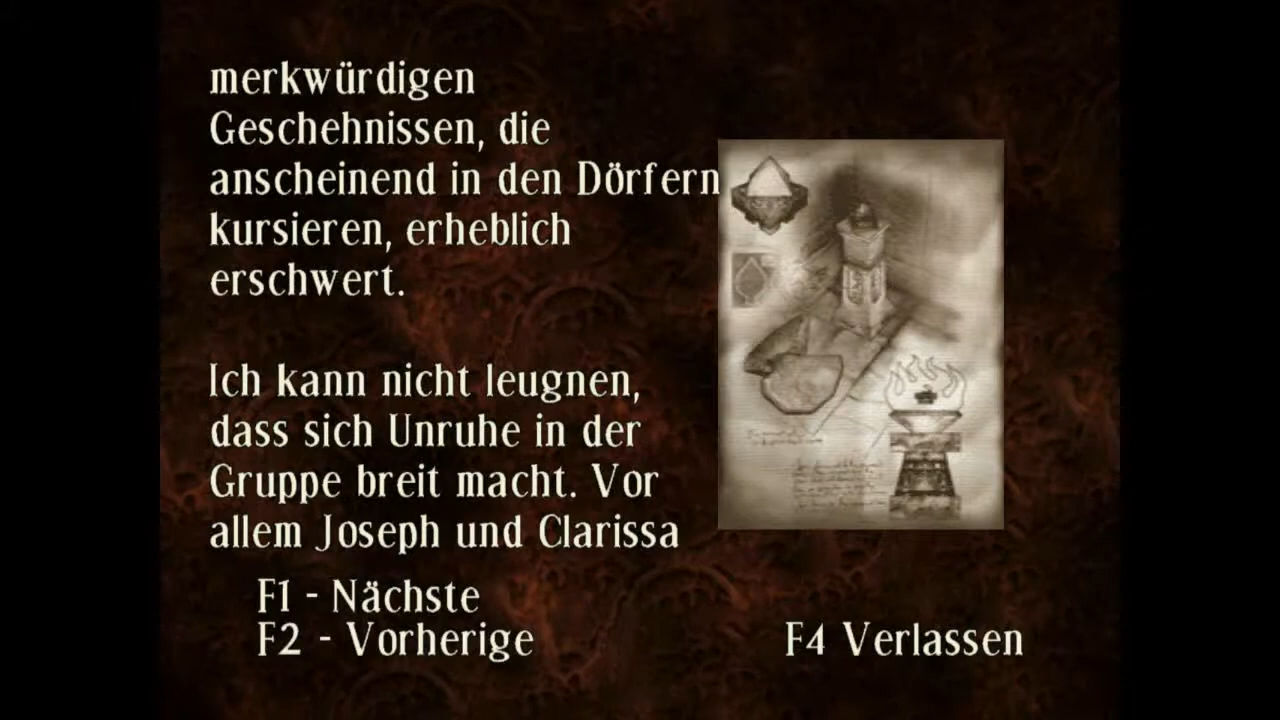 merkwürdigen
Geschehnissen, die
anscheinend in den Dörfern
kursieren, erheblich
erschwert.
Ich kann nicht leugnen,
dass sich Unruhe in der
Gruppe breit macht. Vor
allem Joseph und Clarissa
F1 - Nächste
F2 - Vorherige
F4 Verlassen